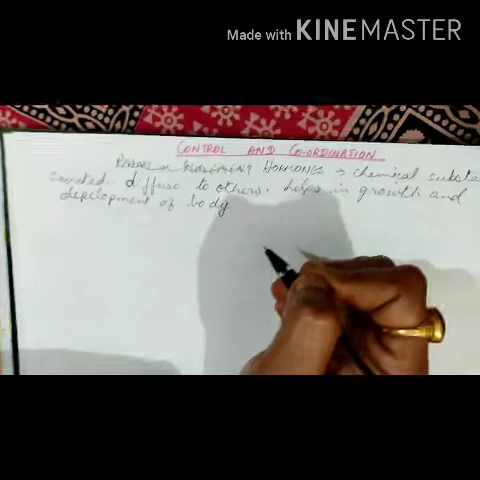 Made with KINEMASTER
CONTROL AND CO-ORDINATION
HORMONES → chemical substa
secreted. diffuse to others. helps in growth and
development of body